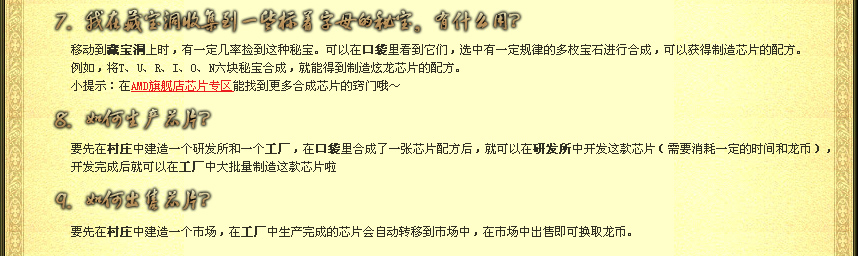 7. 我在藏宝洞收集到一些标着字母的秘宝。有什么用?
移动到藏宝洞上时，有一定几率捡到这种秘宝。可以在口袋里看到它们，选中有一定规律的多枚宝石进行合成，可以获得制造芯片的配方。
例如，将T、U、R、I、O、N六块秘宝合成，就能得到制造炫龙芯片的配方。
小提示：在AMD旗舰店芯片专区能找到更多合成芯片的窍门哦～
8. 如何生产芯片?
要先在村庄中建造一个研发所和一个工厂，在口袋里合成了一张芯片配方后，就可以在研发所中开发这款芯片（需要消耗一定的时间和龙币），
开发完成后就可以在工厂中大批量制造这款芯片啦
9. 如何出售芯片?
要先在村庄中建造一个市场，在工厂中生产完成的芯片会自动转移到市场中，在市场中出售即可换取龙币。